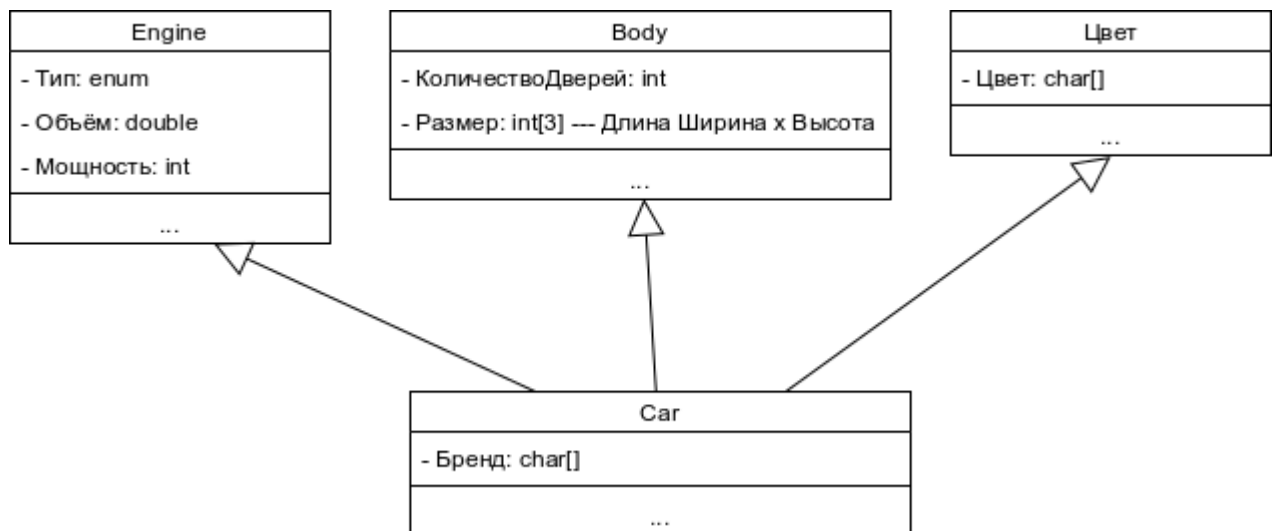 Engine
- Тип: enum
- Объём: double
- Мощность: int
...
Body
- КоличествоДверей: int
- Размер: int[3] --- Длина Ширина x Высота
...
Цвет
- Цвет: char[]
...
Car
- Бренд: char[]
...